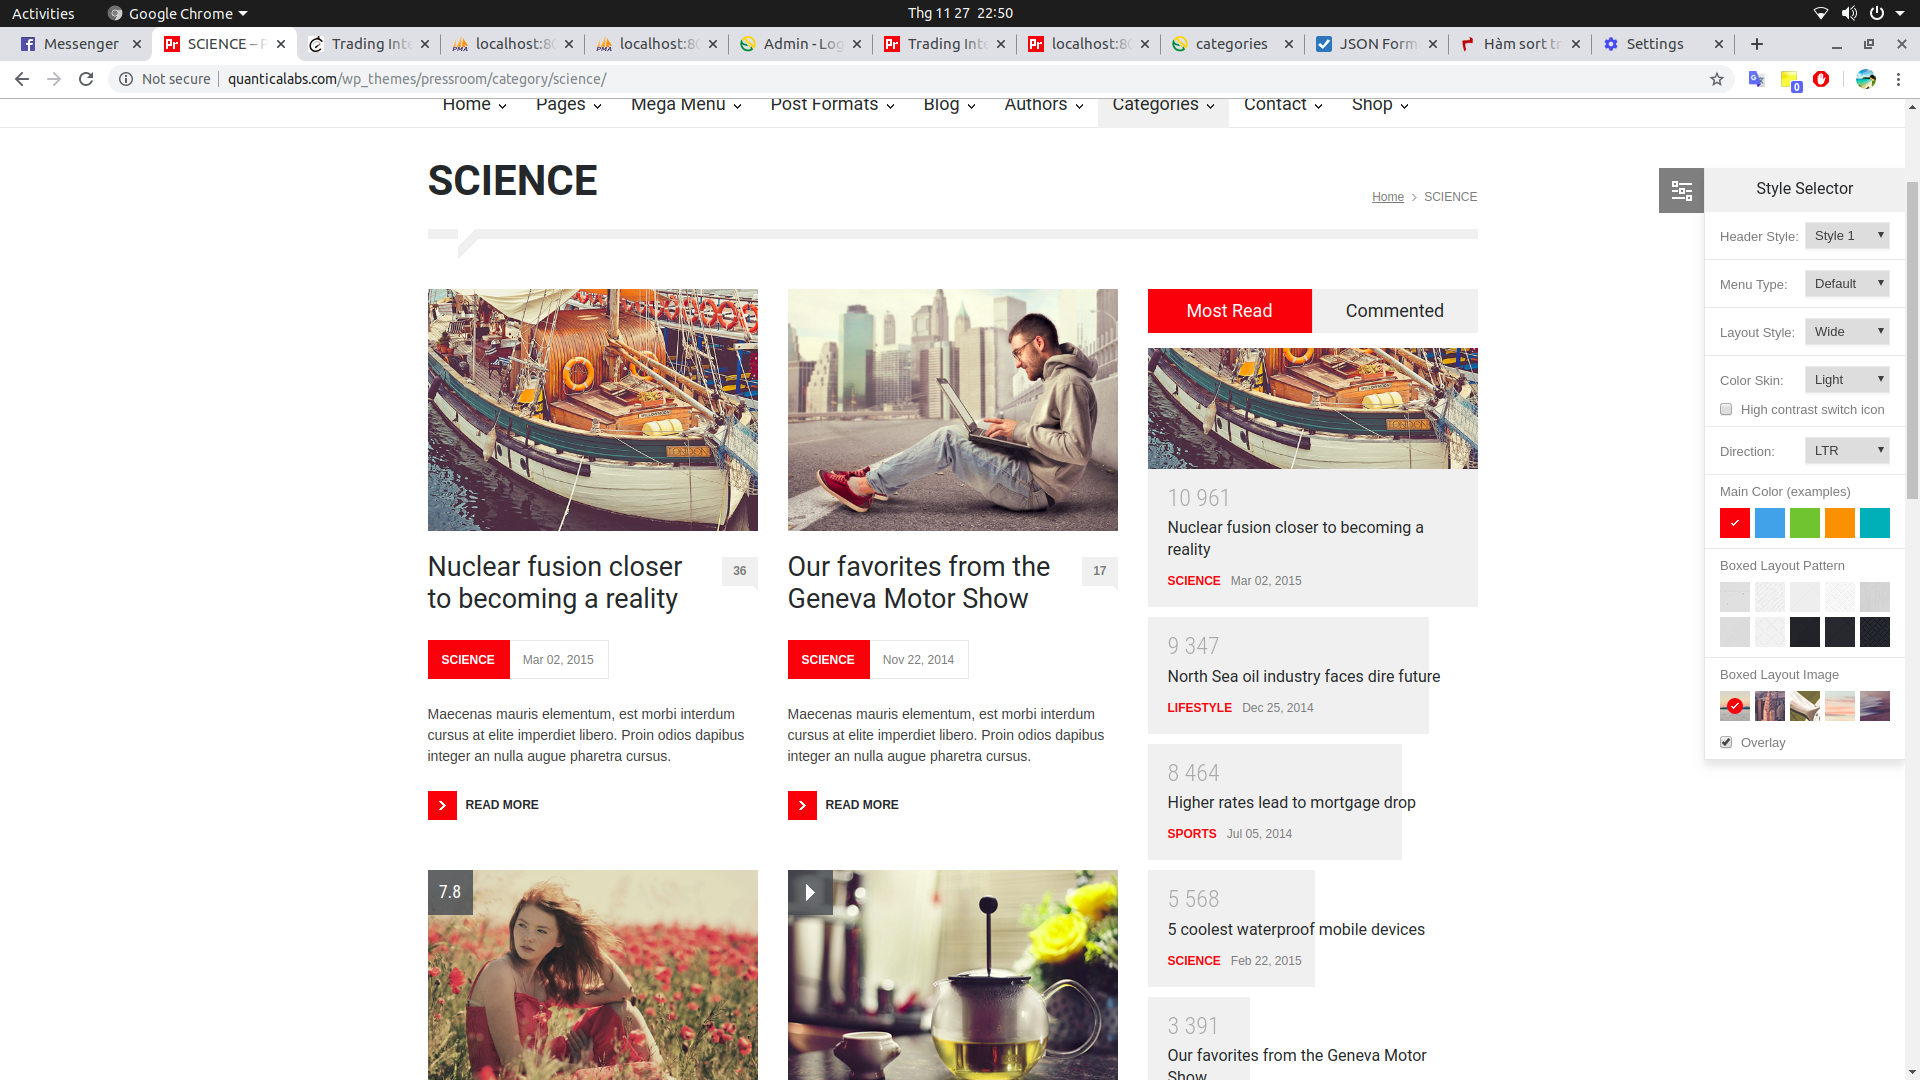 Activities
Google Chrome
Thg 11 27 22:50
Messenger
SCIENCE – P
Trading Inte
localhost:80
localhost:80
Admin - Log
Trading Inte
localhost:80
categories
JSON Form
Hàm sort tr
Settings
Not secure
quanticalabs.com/wp_themes/pressroom/category/science/
0
Home
Pages
Mega Menu
Post Formats
Blog
Authors
Categories
Contact
Shop
SCIENCE
Home > SCIENCE
Nuclear fusion closer
to becoming a reality
36
SCIENCE
Mar 02, 2015
Maecenas mauris elementum, est morbi interdum
cursus at elite imperdiet libero. Proin odios dapibus
integer an nulla augue pharetra cursus.
READ MORE
Our favorites from the
Geneva Motor Show
17
SCIENCE
Nov 22, 2014
Maecenas mauris elementum, est morbi interdum
cursus at elite imperdiet libero. Proin odios dapibus
integer an nulla augue pharetra cursus.
READ MORE
7.8
Most Read
Commented
LONDON
10 961
Nuclear fusion closer to becoming a
reality
SCIENCE Mar 02, 2015
9 347
North Sea oil industry faces dire future
LIFESTYLE Dec 25, 2014
8 464
Higher rates lead to mortgage drop
SPORTS Jul 05, 2014
5 568
5 coolest waterproof mobile devices
SCIENCE Feb 22, 2015
3 391
Our favorites from the Geneva Motor
Show
Style Selector
Header Style: Style 1
Menu Type: Default
Layout Style: Wide
Color Skin: Light
High contrast switch icon
Direction: LTR
Main Color (examples)
Boxed Layout Pattern
Boxed Layout Image
Overlay